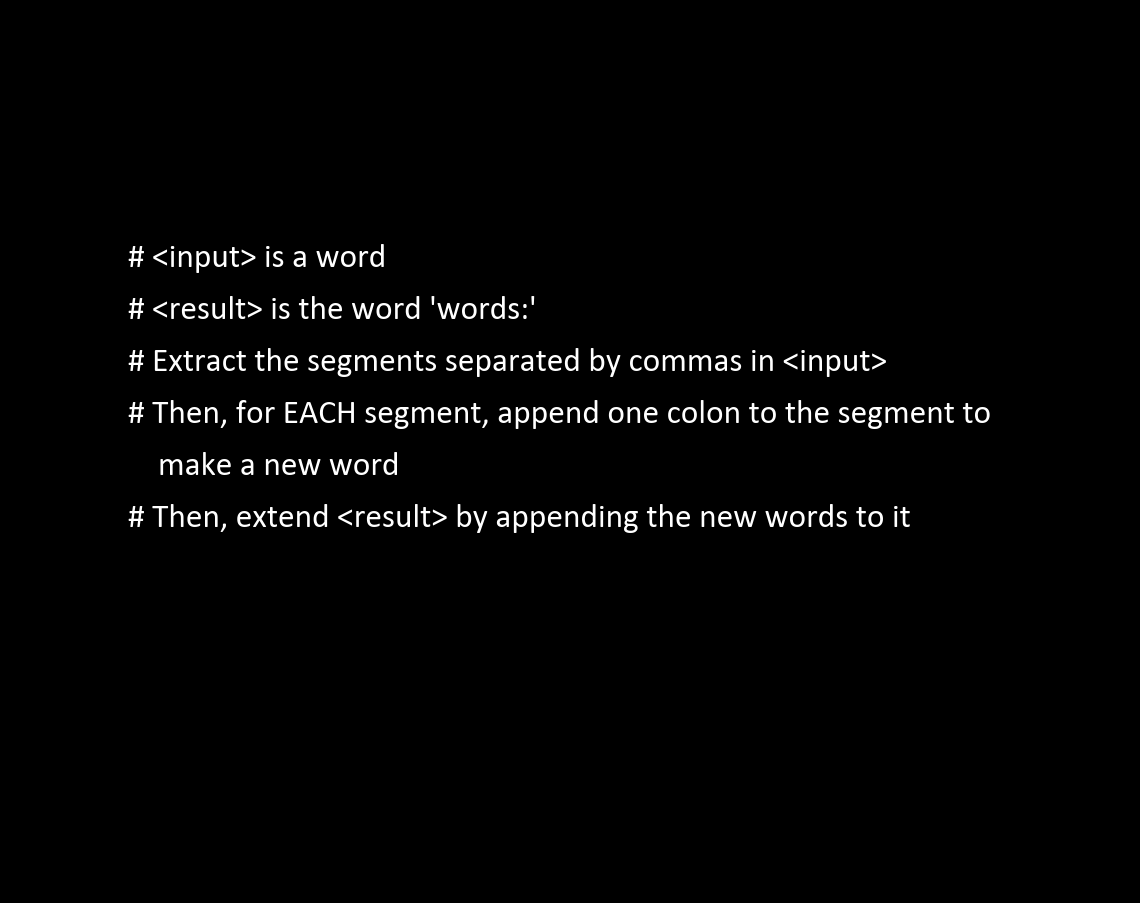 # <input> is a word
# <result> is the word 'words:'
# Extract the segments separated by commas in <input>
# Then, for EACH segment, append one colon to the segment to
make a new word
# Then, extend <result> by appending the new words to it